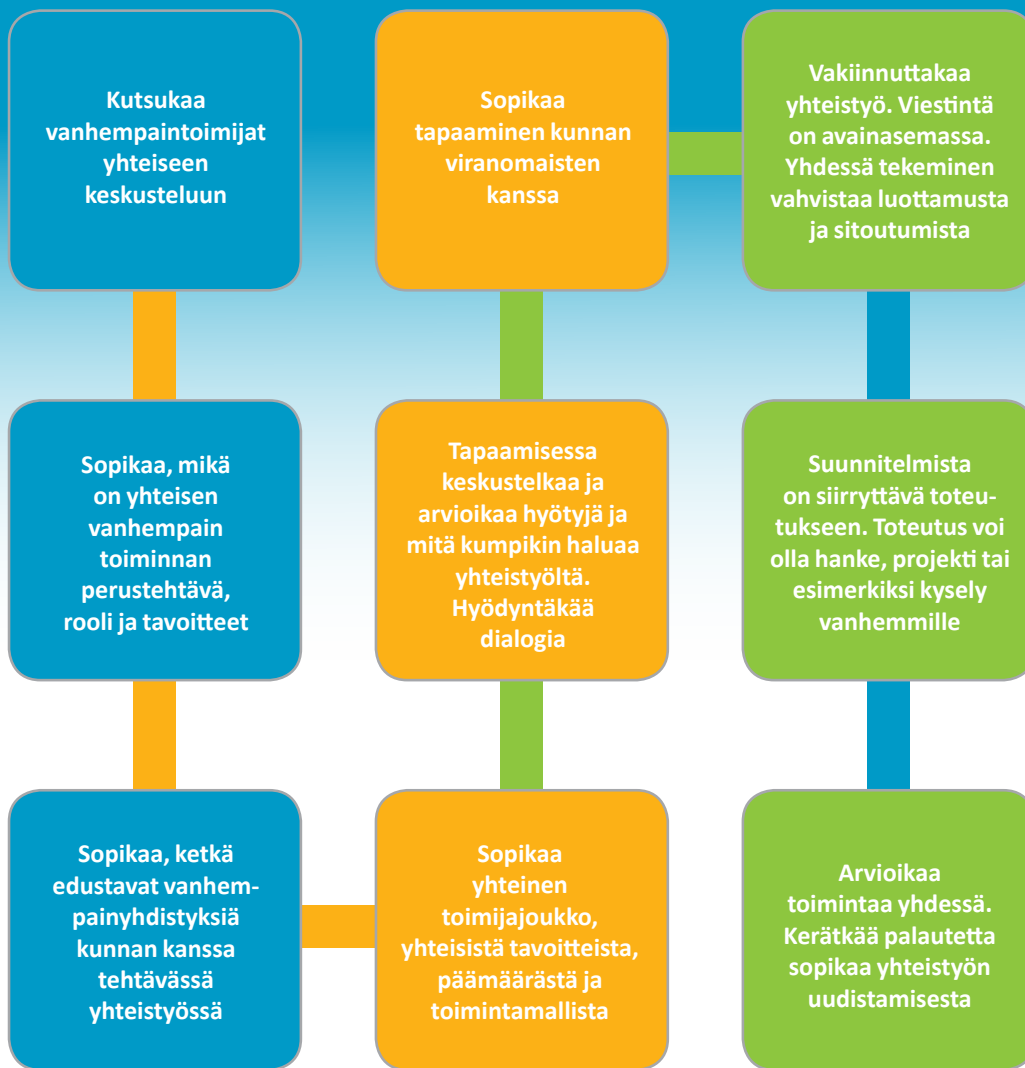 Kutsukaa
vanhempaintoimijat
yhteiseen
keskusteluun
Sopikaa, mikä
on yhteisen
vanhempain
toiminnan
perustehtävä,
rooli ja tavoitteet
Sopikaa, ketkä
edustavat vanhem-
painyhdistyksiä
kunnan kanssa
tehtävässä
yhteistyössä
Sopikaa
yhteinen
toimijajoukko,
yhteisistä tavoitteista,
päämäärästä ja
toimintamallista
Tapaamisessa
keskustelkaa ja
arvioikaa hyötyjä ja
mitä kumpikin haluaa
yhteistyöltä.
Hyödyntäkää
dialogia
Sopikaa
tapaaminen kunnan
viranomaisten
kanssa
Vakiinnuttakaa
yhteistyö. Viestintä
on avainasemassa.
Yhdessä tekeminen
vahvistaa luottamusta
ja sitoutumista
Suunnitelmista
on siirryttävä toteu-
tukseen. Toteutus voi
olla hanke, projekti tai
esimerkiksi kysely
vanhemmille
Arvioikaa
toimintaa yhdessä.
Kerätkää palautetta
sopikaa yhteistyön
uudistamisesta